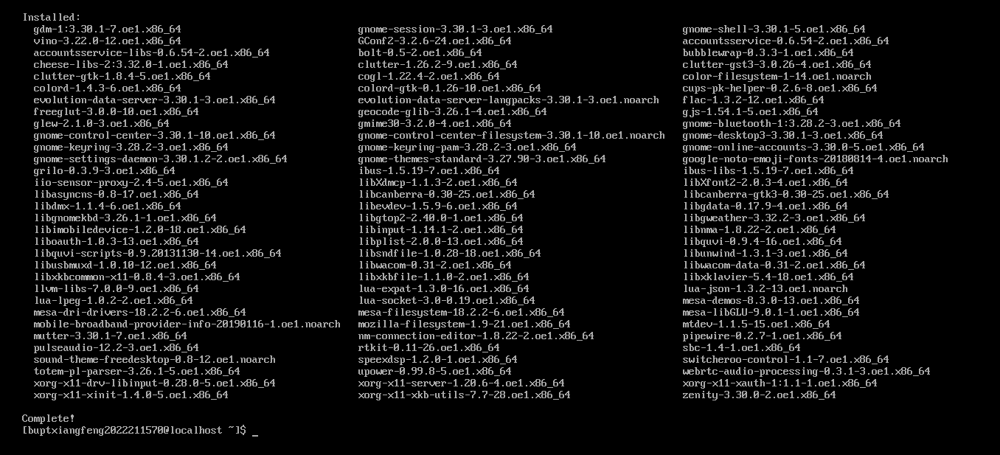 Installed:
gdm-1:3.30.1-7.oe1.x86_64 gnome-session-3.30.1-3.oe1.x86_64 gnome-shell-3.30.1-5.oe1.x86_64
vino-3.22.0-12.oe1.x86_64 GConf2-3.2.6-24.oe1.x86_64 accountsservice-0.6.54-2.oe1.x86_64
accountsservice-libs-0.6.54-2.oe1.x86_64 bolt-0.5-2.oe1.x86_64 bubblewrap-0.3.3-1.oe1.x86_64
cheese-libs-2:3.32.0-1.oe1.x86_64 clutter-1.26.2-9.oe1.x86_64 clutter-gst3-3.0.26-4.oe1.x86_64
clutter-gtk-1.8.4-5.oe1.x86_64 cogl-1.22.4-2.oe1.x86_64 color-filesystem-1-14.oe1.noarch
colord-1.4.3-6.oe1.x86_64 colord-gtk-0.1.26-10.oe1.x86_64 cups-pk-helper-0.2.6-8.oe1.x86_64
evolution-data-server-3.30.1-3.oe1.x86_64 evolution-data-server-langpacks-3.30.1-3.oe1.noarch flac-1.3.2-12.oe1.x86_64
freeglut-3.0.0-10.oe1.x86_64 geocode-glib-3.26.1-4.oe1.x86_64 gjs-1.54.1-5.oe1.x86_64
glew-2.1.0-3.oe1.x86_64 gmime30-3.2.0-4.oe1.x86_64 gnome-bluetooth-1:3.28.2-3.oe1.x86_64
gnome-control-center-3.30.1-10.oe1.x86_64 gnome-control-center-filesystem-3.30.1-10.oe1.noarch gnome-desktop3-3.30.1-3.oe1.x86_64
gnome-keyring-3.28.2-3.oe1.x86_64 gnome-keyring-pam-3.28.2-3.oe1.x86_64 gnome-online-accounts-3.30.0-5.oe1.x86_64
gnome-settings-daemon-3.30.1.2-2.oe1.x86_64 gnome-themes-standard-3.27.90-3.oe1.x86_64 google-noto-emoji-fonts-20180814-4.oe1.noarch
grilo-0.3.9-3.oe1.x86_64 ibus-1.5.19-7.oe1.x86_64 ibus-libs-1.5.19-7.oe1.x86_64
iio-sensor-proxy-2.4-5.oe1.x86_64 libXdmcp-1.1.3-2.oe1.x86_64 libXfont2-2.0.3-4.oe1.x86_64
libasyncns-0.8-17.oe1.x86_64 libcanberra-0.30-25.oe1.x86_64 libcanberra-gtk3-0.30-25.oe1.x86_64
libdmx-1.1.4-6.oe1.x86_64 libevdev-1.5.9-6.oe1.x86_64 libgdata-0.17.9-4.oe1.x86_64
libgnomekbd-3.26.1-1.oe1.x86_64 libgtop2-2.40.0-1.oe1.x86_64 libgweather-3.32.2-3.oe1.x86_64
libimobiledevice-1.2.0-18.oe1.x86_64 libinput-1.14.1-2.oe1.x86_64 libnma-1.8.22-2.oe1.x86_64
liboauth-1.0.3-13.oe1.x86_64 libplist-2.0.0-13.oe1.x86_64 libquvi-0.9.4-16.oe1.x86_64
libquvi-scripts-0.9.20131130-14.oe1.x86_64 libsndfile-1.0.28-18.oe1.x86_64 libunwind-1.3.1-3.oe1.x86_64
libusbmuxd-1.0.10-12.oe1.x86_64 libwacom-0.31-2.oe1.x86_64 libwacom-data-0.31-2.oe1.x86_64
libxkbcommon-x11-0.8.4-3.oe1.x86_64 libxkbfile-1.1.0-2.oe1.x86_64 libxklavier-5.4-18.oe1.x86_64
llvm-libs-7.0.0-9.oe1.x86_64 lua-expat-1.3.0-16.oe1.x86_64 lua-json-1.3.2-13.oe1.noarch
lua-lpeg-1.0.2-2.oe1.x86_64 lua-socket-3.0-0.19.oe1.x86_64 mesa-demos-8.3.0-13.oe1.x86_64
mesa-dri-drivers-18.2.2-6.oe1.x86_64 mesa-filesystem-18.2.2-6.oe1.x86_64 mesa-libGLU-9.0.1-1.oe1.x86_64
mobile-broadband-provider-info-20190116-1.oe1.noarch mozilla-filesystem-1.9-21.oe1.x86_64 mtdev-1.1.5-15.oe1.x86_64
mutter-3.30.1-7.oe1.x86_64 nm-connection-editor-1.8.22-2.oe1.x86_64 pipewire-0.2.7-1.oe1.x86_64
pulseaudio-12.2-3.oe1.x86_64 rtkit-0.11-26.oe1.x86_64 sbc-1.4-1.oe1.x86_64
sound-theme-freedesktop-0.8-12.oe1.noarch speexdsp-1.2.0-1.oe1.x86_64 switcheroo-control-1.1-7.oe1.x86_64
totem-pl-parser-3.26.1-5.oe1.x86_64 upower-0.99.8-5.oe1.x86_64 webrtc-audio-processing-0.3.1-3.oe1.x86_64
xorg-x11-drv-libinput-0.28.0-5.oe1.x86_64 xorg-x11-server-1.20.6-4.oe1.x86_64 xorg-x11-xauth-1:1.1-1.oe1.x86_64
xorg-x11-xinit-1.4.0-5.oe1.x86_64 xorg-x11-xkb-utils-7.7-28.oe1.x86_64 zenity-3.30.0-2.oe1.x86_64
Complete!
[buptxiangfeng2022211570@localhost ~]$ _